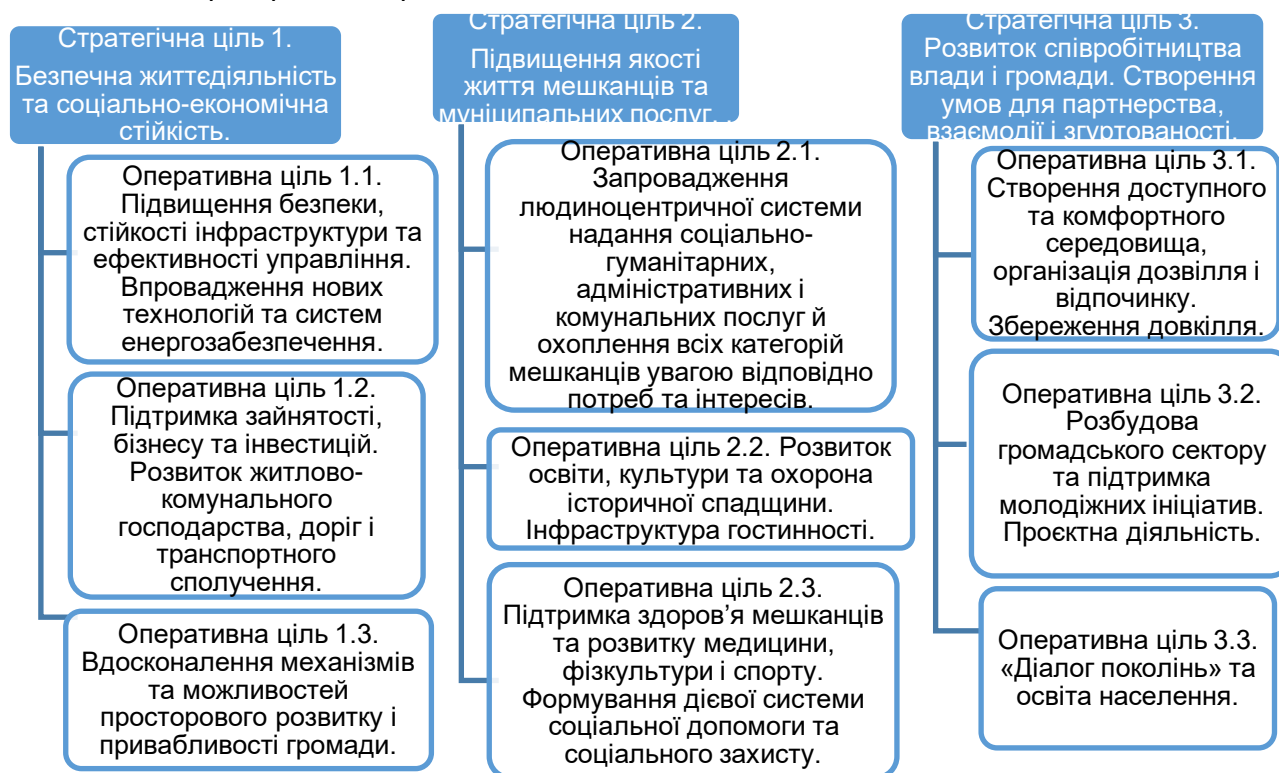 Стратегічна ціль 1.
Безпечна життєдіяльність
та соціально-економічна
стійкість.
Оперативна ціль 1.1.
Підвищення безпеки,
стійкості інфраструктури та
ефективності управління.
Впровадження нових
технологій та систем
енергозабезпечення.
Оперативна ціль 1.2.
Підтримка зайнятості,
бізнесу та інвестицій.
Розвиток житлово-
комунального
господарства, доріг і
транспортного
сполучення.
Оперативна ціль 1.3.
Вдосконалення механізмів
та можливостей
просторового розвитку і
привабливості громади.
Стратегічна ціль 2.
Підвищення якості
життя мешканців та
муніципальних послуг. .
Оперативна ціль 2.1.
Запровадження
людиноцентричної системи
надання соціально-
гуманітарних,
адміністративних і
комунальних послуг й
охоплення всіх категорій
мешканців увагою відповідно
потреб та інтересів.
Оперативна ціль 2.2. Розвиток
освіти, культури та охорона
історичної спадщини.
Інфраструктура гостинності.
Оперативна ціль 2.3.
Підтримка здоров’я мешканців
та розвитку медицини,
фізкультури і спорту.
Формування дієвої системи
соціальної допомоги та
соціального захисту.
Стратегічна ціль 3.
Розвиток співробітництва
влади і громади. Створення
умов для партнерства,
взаємодії і згуртованості.
Оперативна ціль 3.1.
Створення доступного
та комфортного
середовища,
організація дозвілля і
відпочинку.
Збереження довкілля.
Оперативна ціль 3.2.
Розбудова
громадського сектору
та підтримка
молодіжних ініціатив.
Проєктна діяльність.
Оперативна ціль 3.3.
«Діалог поколінь» та
освіта населення.